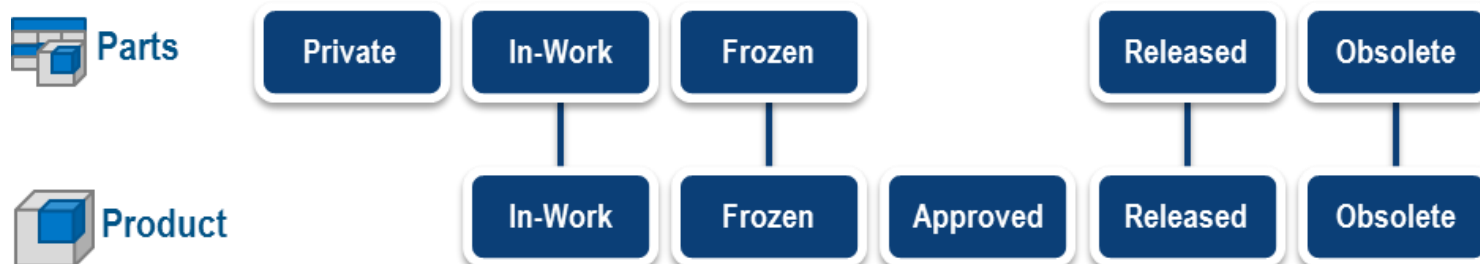 Parts Private In-Work Frozen Released Obsolete
Product In-Work Frozen Approved Released Obsolete